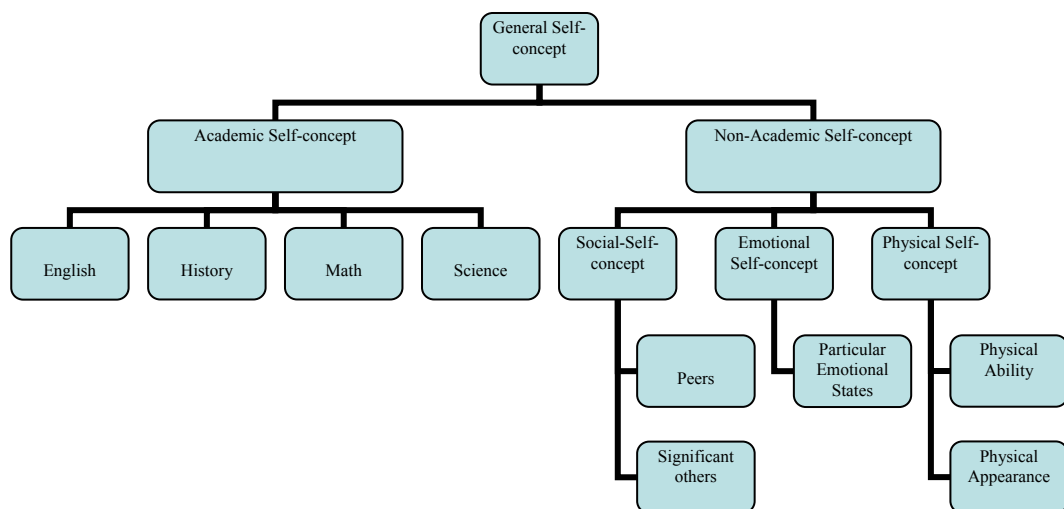 General Self-
concept
Academic Self-concept
Non-Academic Self-concept
English
History
Math
Science
Social-Self-
concept
Emotional
Self-concept
Physical Self-
concept
Peers
Particular
Emotional
States
Physical
Ability
Significant
others
Physical
Appearance